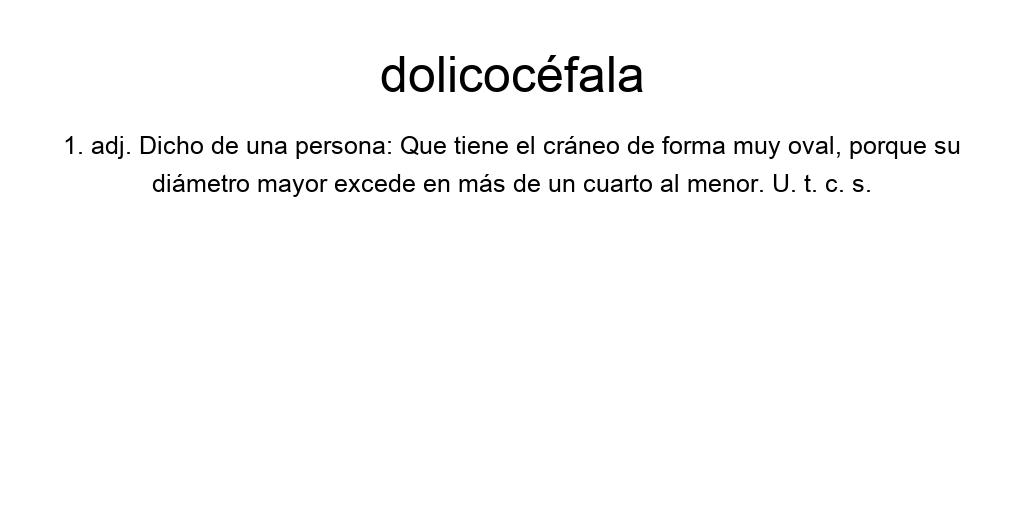 dolicocéfala
1. adj. Dicho de una persona: Que tiene el cráneo de forma muy oval, porque su
diámetro mayor excede en más de un cuarto al menor. U. t. c. s.